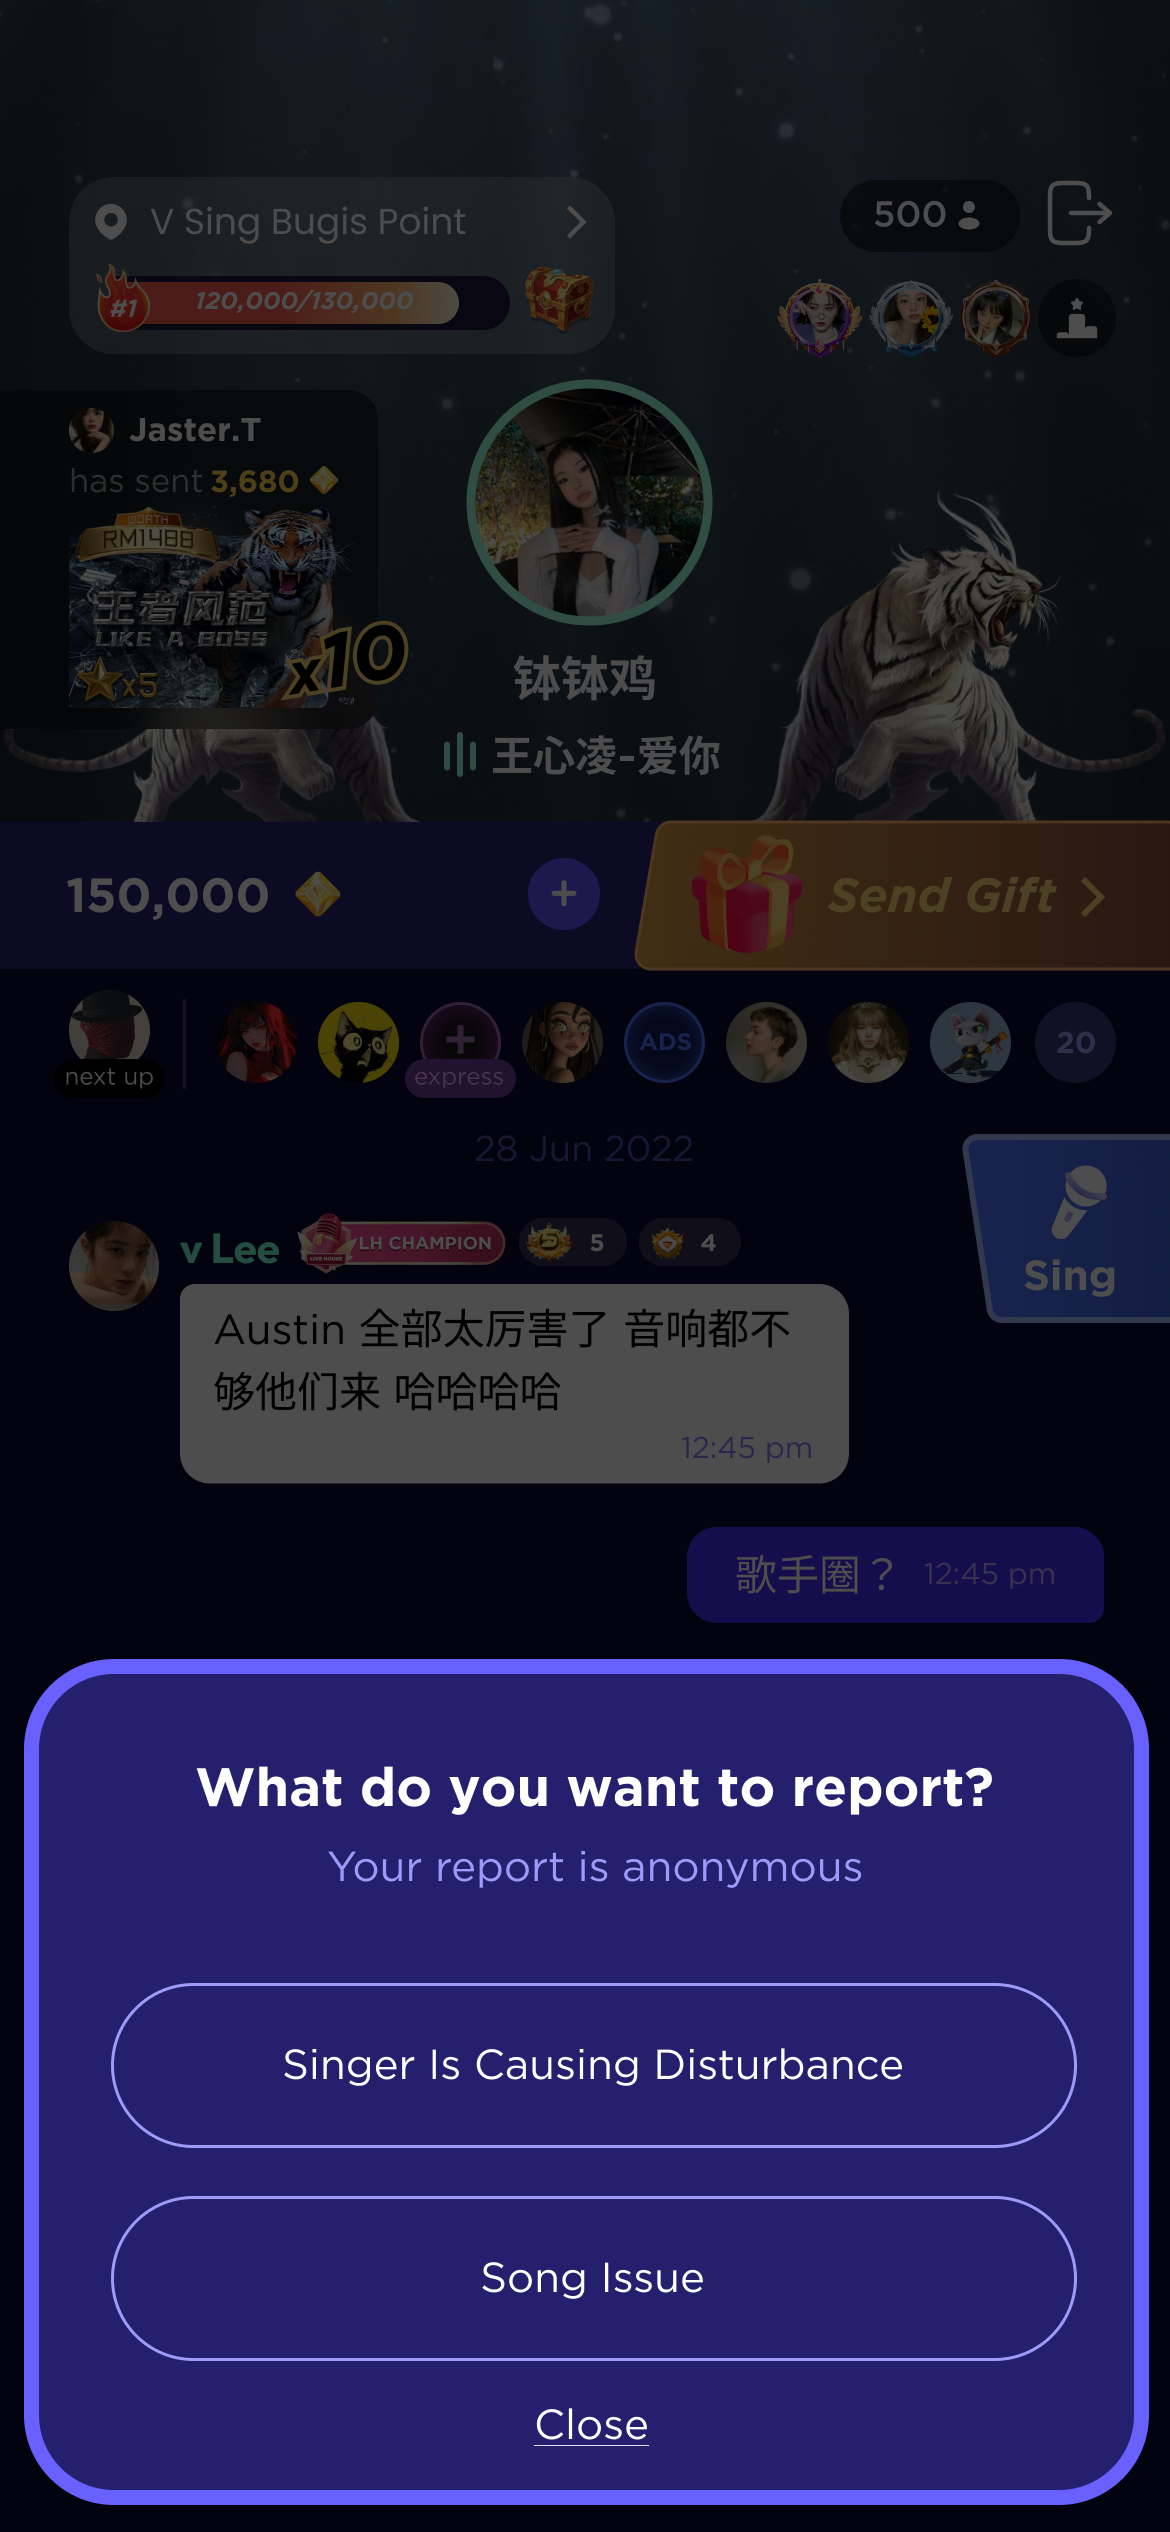 V Sing Bugis Point
500
#1
120,000/130,000
Jaster.T
has sent 3,680
WORTH
RM1488
王者风范
LIKE A BOSS
x5
x10
钵钵鸡
王心凌-爱你
150,000
+
Send Gift
next up
+
express
ADS
20
28 Jun 2022
Sing
v Lee
LIVE HOUSE
LH CHAMPION
5
4
Austin 全部太厉害了 音响都不
够他们来 哈哈哈哈
12:45 pm
歌手圈？ 12:45 pm
What do you want to report?
Your report is anonymous
Singer Is Causing Disturbance
Song Issue
Close